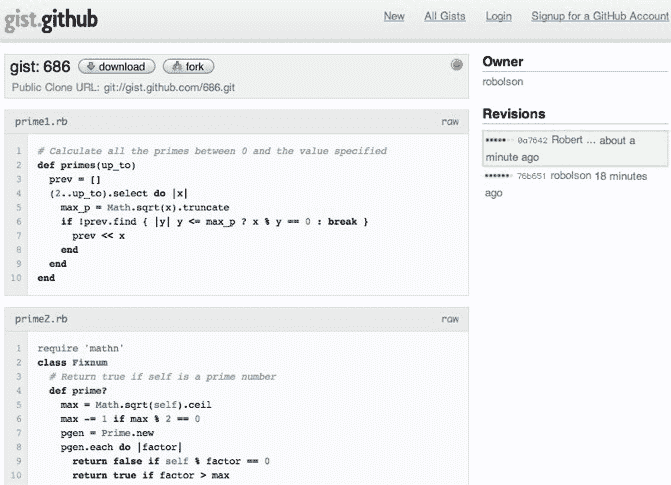 gist.github
New All Gists Login Signup for a GitHub Account
gist: 686 download fork
Public Clone URL: git://gist.github.com/686.git
prime1.rb raw
1 # Calculate all the primes between 0 and the value specified
2 def primes(up_to)
3 prev = []
4 (2..up_to).select do |x|
5 max_p = Math.sqrt(x).truncate
6 if !prev.find { |y| y <= max_p ? x % y == 0 : break }
7 prev << x
8 end
9 end
10 end
prime2.rb raw
1 require 'mathn'
2 class Fixnum
3 # Return true if self is a prime number
4 def prime?
5 max = Math.sqrt(self).ceil
6 max -= 1 if max % 2 == 0
7 pgen = Prime.new
8 pgen.each do |factor|
9 return false if self % factor == 0
10 return true if factor > max
Owner
robolson
Revisions
0a7642 Robert ... about a
minute ago
76b651 robolson 18 minutes
ago